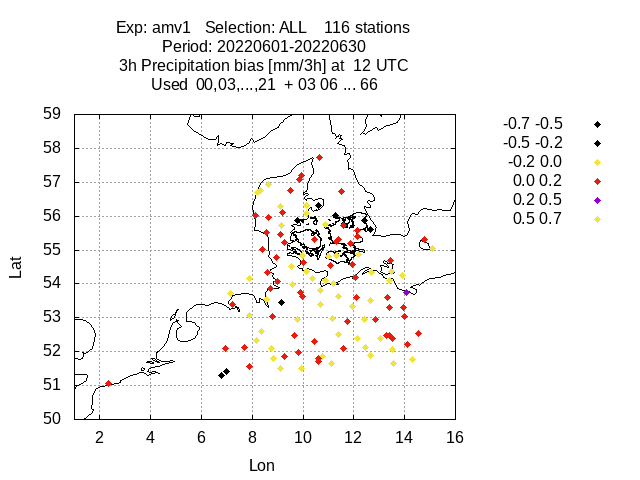 Exp: amv1 Selection: ALL 116 stations
Period: 20220601-20220630
3h Precipitation bias [mm/3h] at 12 UTC
Used 00,03,...,21 + 03 06 ... 66
-0.7 -0.5
-0.5 -0.2
-0.2 0.0
0.0 0.2
0.2 0.5
0.5 0.7
59
58
57
56
55
54
53
52
51
50
Lat
2 4 6 8 10 12 14 16
Lon